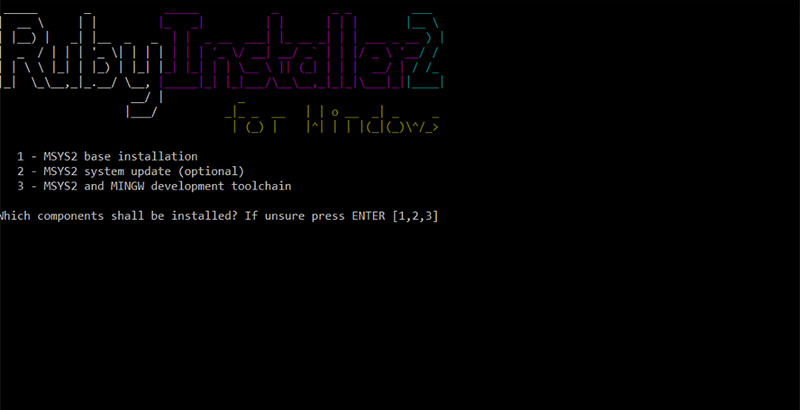 RubyInstaller2
for Windows
1 - MSYS2 base installation
2 - MSYS2 system update (optional)
3 - MSYS2 and MINGW development toolchain
Which components shall be installed? If unsure press ENTER [1,2,3]